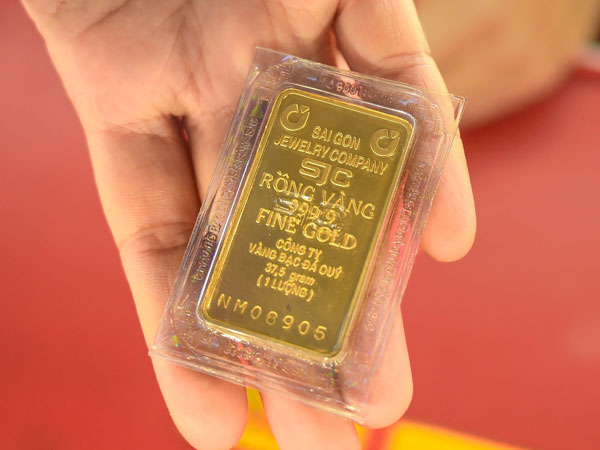 SAI GON
JEWELRY COMPANY
SJC
RỒNG VÀNG
999.9
FINE GOLD
CÔNG TY
VÀNG BẠC ĐÁ QUÝ
37,5 gram
(1 LƯỢNG)
NM06905